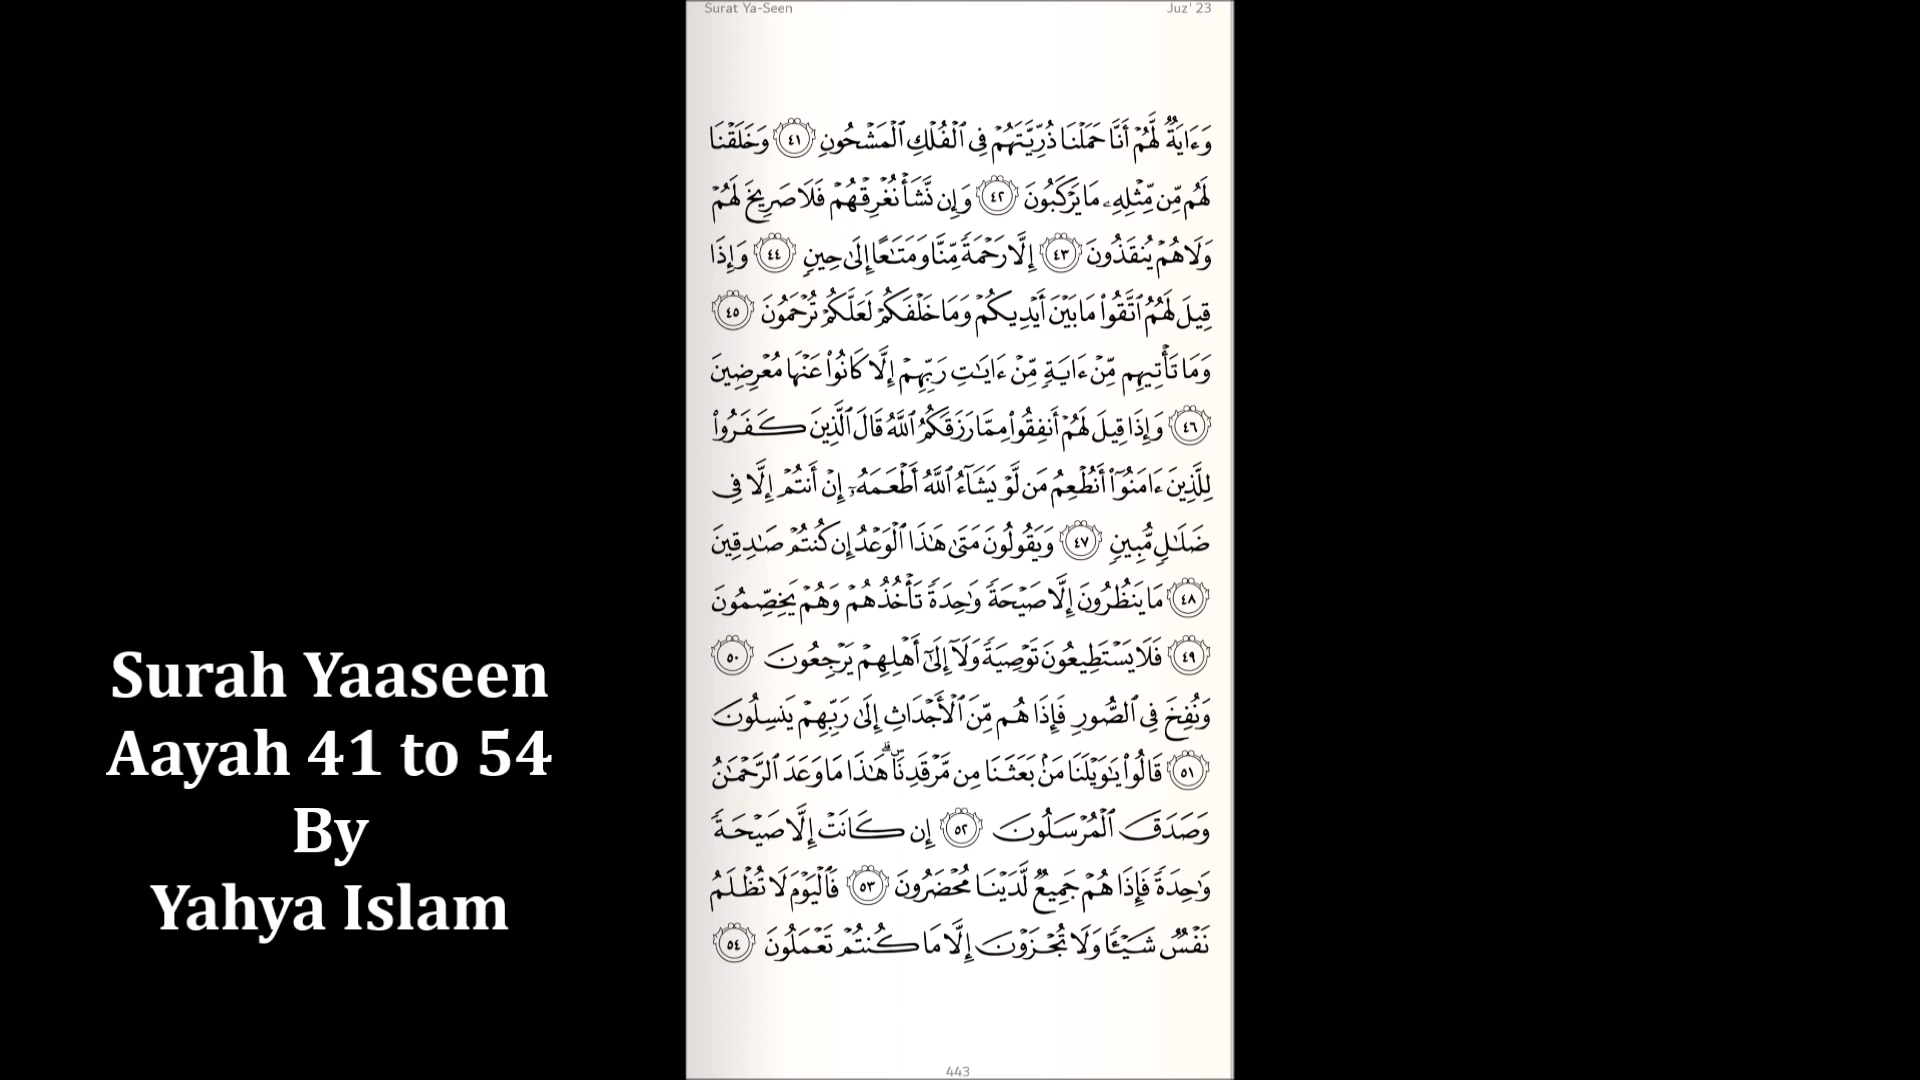 Surat Ya-Seen
Juz' 23
وَءَايَةٌ لَّهُمْ أَنَّا حَمَلْنَا ذُرِّيَّتَهُمْ فِى ٱلْفُلْكِ ٱلْمَشْحُونِ ٤١ وَخَلَقْنَا
لَهُم مِّن مِّثْلِهِۦ مَا يَرْكَبُونَ ٤٢ وَإِن نَّشَأْ نُغْرِقْهُمْ فَلَا صَرِيخَ لَهُمْ
وَلَا هُمْ يُنقَذُونَ ٤٣ إِلَّا رَحْمَةً مِّنَّا وَمَتَـٰعًا إِلَىٰ حِينٍ ٤٤ وَإِذَا
قِيلَ لَهُمُ ٱتَّقُوا۟ مَا بَيْنَ أَيْدِيكُمْ وَمَا خَلْفَكُمْ لَعَلَّكُمْ تُرْحَمُونَ ٤٥
وَمَا تَأْتِيهِم مِّنْ ءَايَةٍ مِّنْ ءَايَـٰتِ رَبِّهِمْ إِلَّا كَانُوا۟ عَنْهَا مُعْرِضِينَ
٤٦ وَإِذَا قِيلَ لَهُمْ أَنفِقُوا۟ مِمَّا رَزَقَكُمُ ٱللَّهُ قَالَ ٱلَّذِينَ كَفَرُوا۟
لِلَّذِينَ ءَامَنُوٓا۟ أَنُطْعِمُ مَن لَّوْ يَشَآءُ ٱللَّهُ أَطْعَمَهُۥٓ إِنْ أَنتُمْ إِلَّا فِى
ضَلَـٰلٍ مُّبِينٍ ٤٧ وَيَقُولُونَ مَتَىٰ هَـٰذَا ٱلْوَعْدُ إِن كُنتُمْ صَـٰدِقِينَ
٤٨ مَا يَنظُرُونَ إِلَّا صَيْحَةً وَٰحِدَةً تَأْخُذُهُمْ وَهُمْ يَخِصِّمُونَ
٤٩ فَلَا يَسْتَطِيعُونَ تَوْصِيَةً وَلَآ إِلَىٰٓ أَهْلِهِمْ يَرْجِعُونَ ٥٠
وَنُفِخَ فِى ٱلصُّورِ فَإِذَا هُم مِّنَ ٱلْأَجْدَاثِ إِلَىٰ رَبِّهِمْ يَنسِلُونَ
٥١ قَالُوا۟ يَـٰوَيْلَنَا مَنۢ بَعَثَنَا مِن مَّرْقَدِنَا ۜ ۗ هَـٰذَا مَا وَعَدَ ٱلرَّحْمَـٰنُ
وَصَدَقَ ٱلْمُرْسَلُونَ ٥٢ إِن كَانَتْ إِلَّا صَيْحَةً
وَٰحِدَةً فَإِذَا هُمْ جَمِيعٌ لَّدَيْنَا مُحْضَرُونَ ٥٣ فَٱلْيَوْمَ لَا تُظْلَمُ
نَفْسٌ شَيْـًٔا وَلَا تُجْزَوْنَ إِلَّا مَا كُنتُمْ تَعْمَلُونَ ٥٤
443
Surah Yaaseen
Aayah 41 to 54
By
Yahya Islam